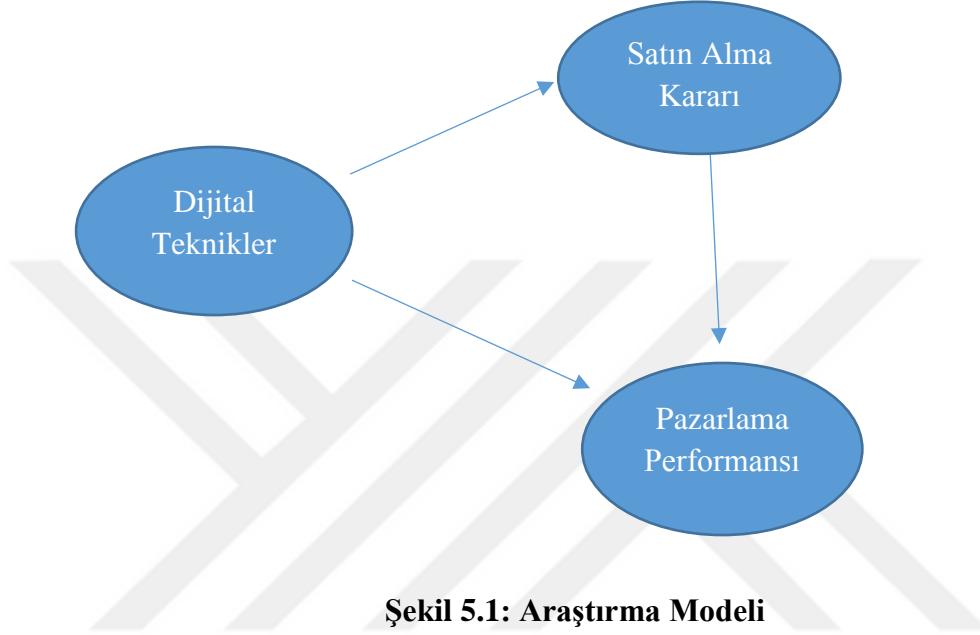 Satın Alma
Kararı
Dijital
Teknikler
Pazarlama
Performansı
Şekil 5.1: Araştırma Modeli